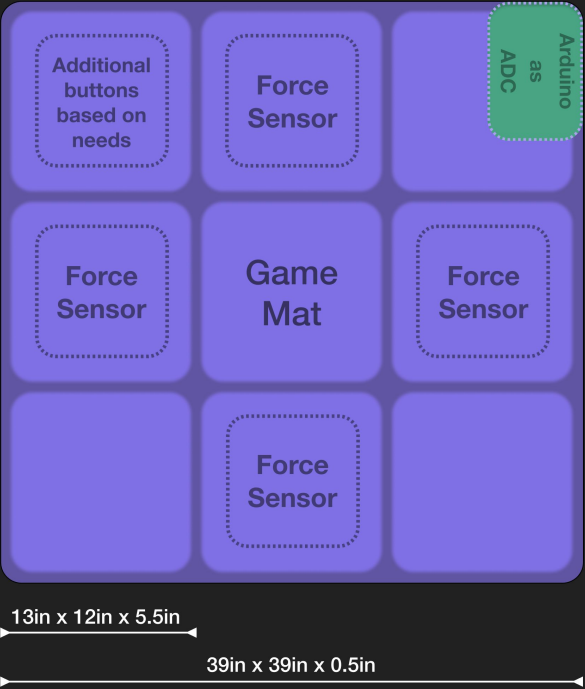 Additional
buttons
based on
needs
Force
Sensor
Arduino
as
ADC
Force
Sensor
Game
Mat
Force
Sensor
Force
Sensor
13in x 12in x 5.5in
39in x 39in x 0.5in